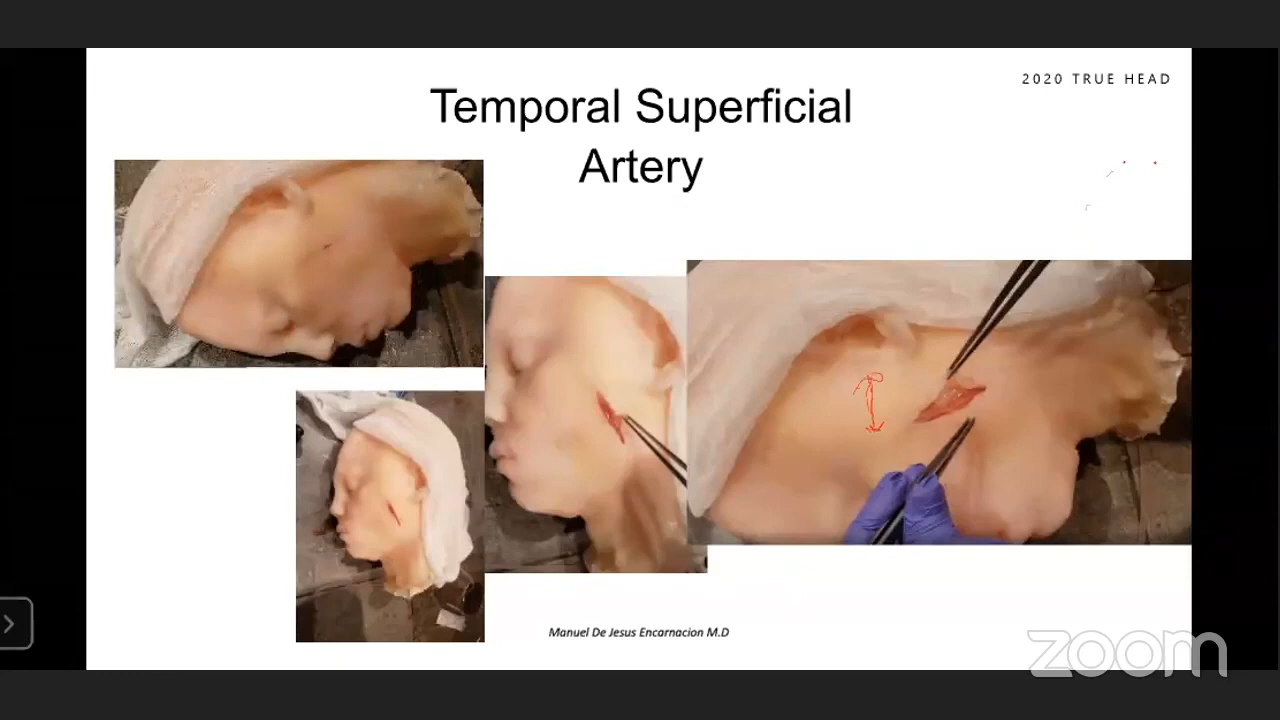 2020 TRUE HEAD
Temporal Superficial
Artery
Manuel De Jesus Encarnacion M.D
zoom